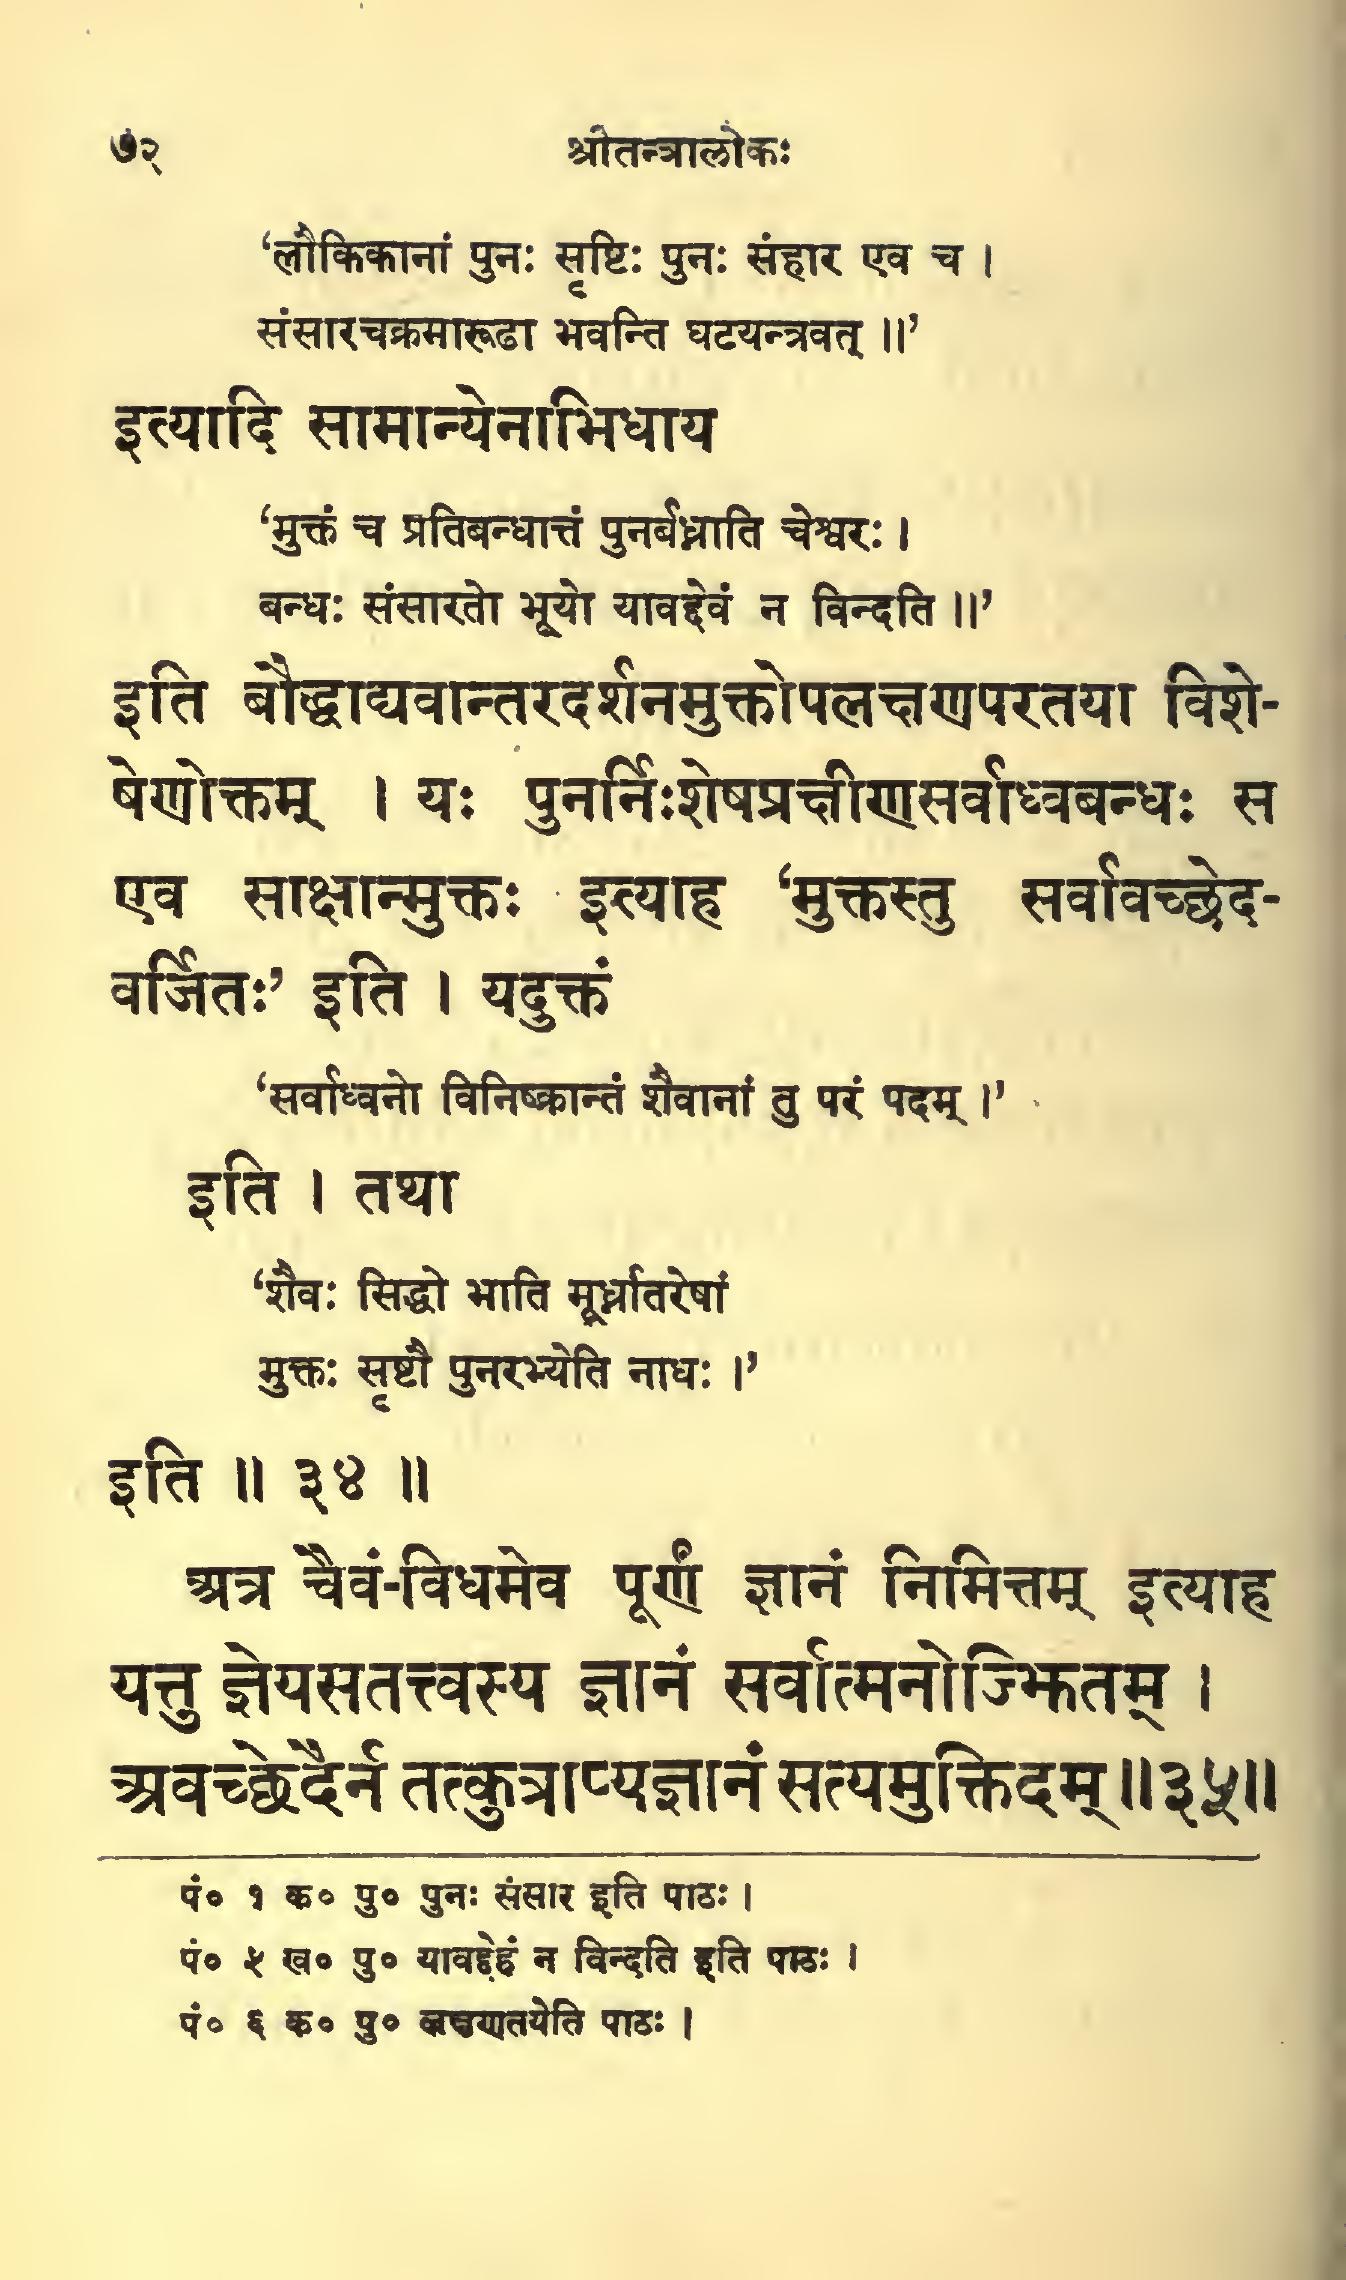 ७२ श्रीतन्त्रालोकः
‘लौकिकानां पुनः सृष्टिः पुनः संहार एव च ।
संसारचक्रमारूढा भवन्ति घटयन्त्रवत् ॥’
इत्यादि सामान्येनाभिधाय
‘मुक्तं च प्रतिबन्धात्तं पुनर्बध्नाति चेश्वरः ।
बन्धः संसारतो भूयो यावद्देवं न विन्दति ॥’
इति बौद्धाद्यवान्तरदर्शनमुक्तोपलक्षणपरतया विशे-
षेणोक्तम् । यः पुनर्निःशेषप्रक्षीणसर्वाध्वबन्धः स
एव साक्षान्मुक्तः इत्याह ‘मुक्तस्तु सर्वावच्छेद-
वर्जितः’ इति । यदुक्तं
‘सर्वाध्वनो विनिष्क्रान्तं शैवानां तु परं पदम् ।’
इति । तथा
‘शैवः सिद्धो भाति मूर्ध्नीतरेषां
मुक्तः सृष्टौ पुनरभ्येति नाधः ।’
इति ॥ ३४ ॥
अत्र चैवं-विधमेव पूर्णं ज्ञानं निमित्तम् इत्याह
यत्तु ज्ञेयसतत्त्वस्य ज्ञानं सर्वात्मनोज्झितम् ।
अवच्छेदैर्न तत्कुत्राप्यज्ञानं सत्यमुक्तिदम् ॥३५॥
पं० १ क० पु० पुनः संसार इति पाठः ।
पं० ५ ख० पु० यावद्देहं न विन्दति इति पाठः ।
पं० ६ क० पु० लक्षणतयेति पाठः ।